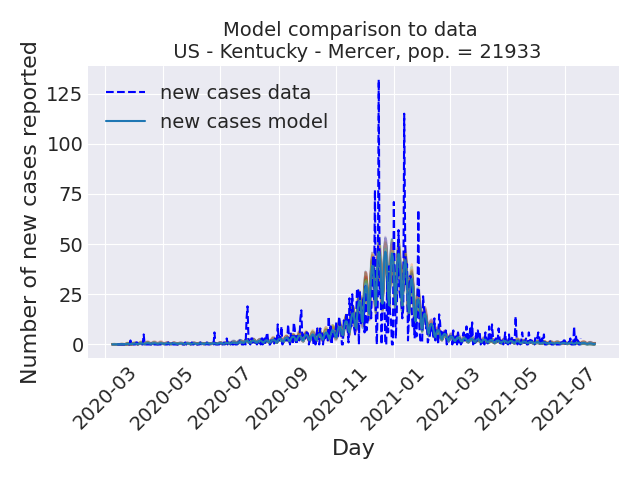 Model comparison to data
US - Kentucky - Mercer, pop. = 21933
Number of new cases reported
125
100
75
50
25
0
new cases data
new cases model
2020-03
2020-05
2020-07
2020-09
2020-11
2021-01
2021-03
2021-05
2021-07
Day